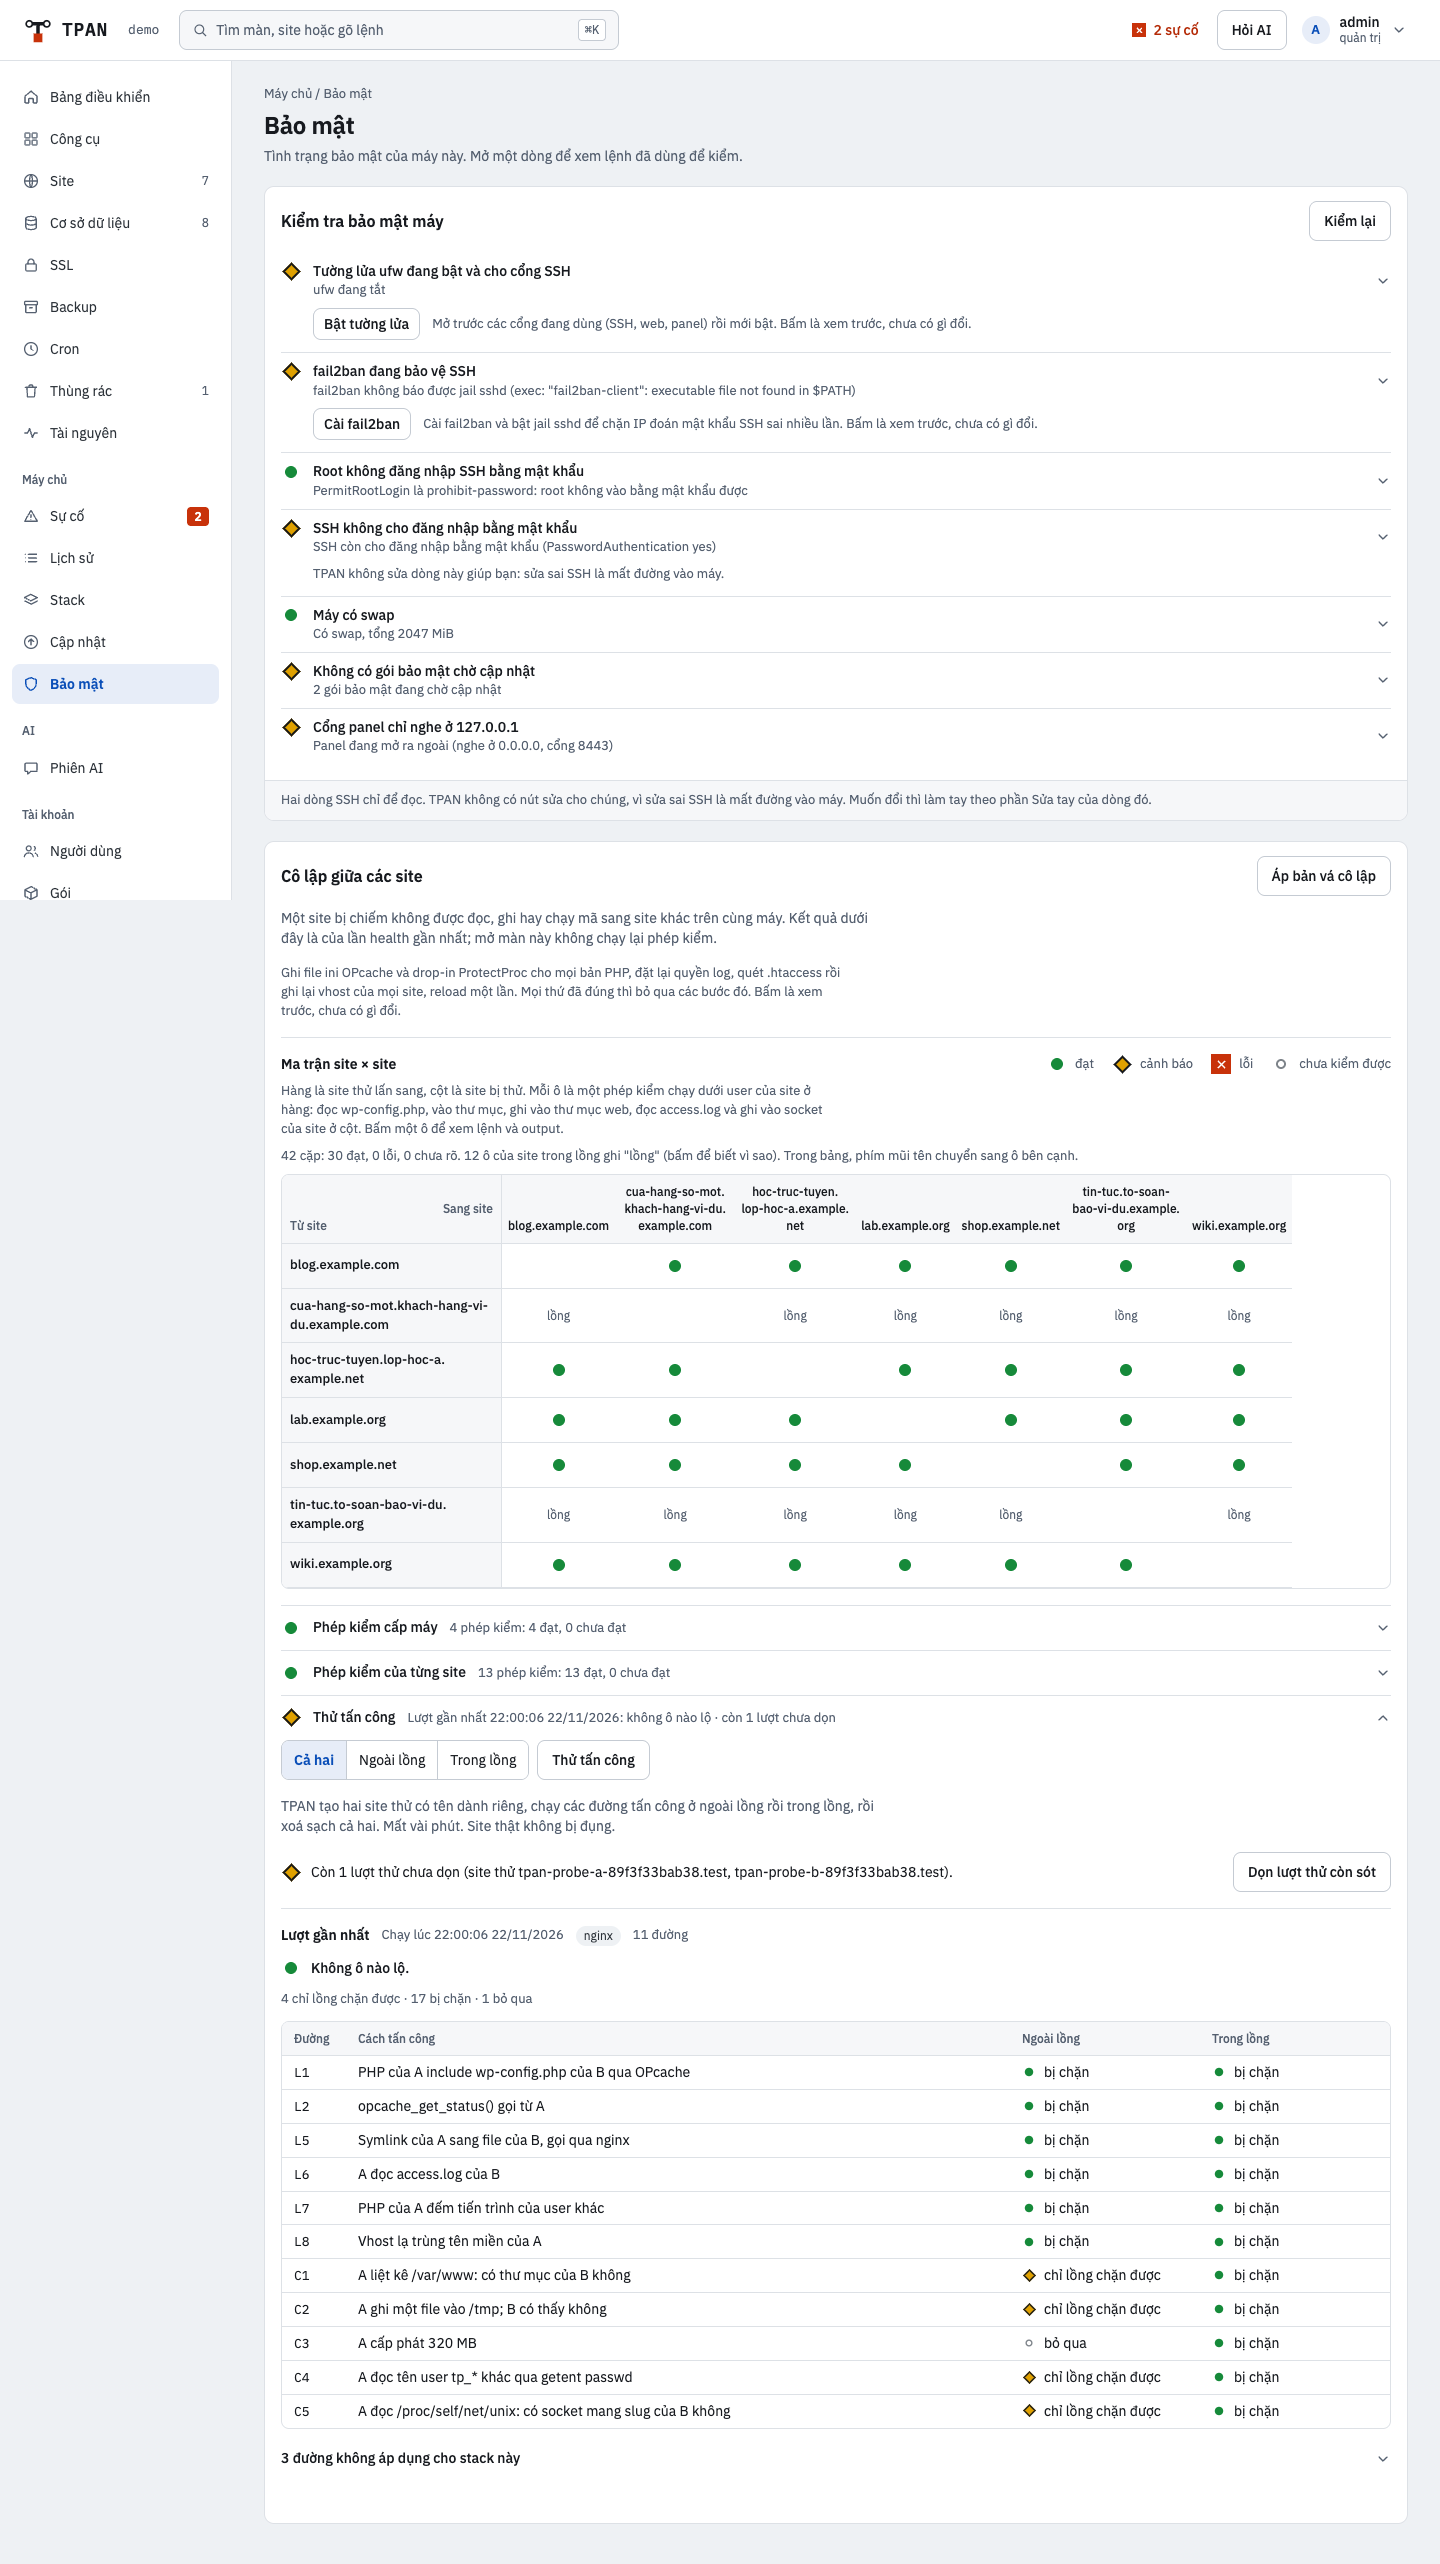 TPAN
demo
Tìm màn, site hoặc gõ lệnh
⌘K
2 sự cố
Hỏi AI
A
admin
quản trị
Bảng điều khiển
Công cụ
Site 7
Cơ sở dữ liệu 8
SSL
Backup
Cron
Thùng rác 1
Tài nguyên
Máy chủ
Sự cố 2
Lịch sử
Stack
Cập nhật
Bảo mật
AI
Phiên AI
Tài khoản
Người dùng
Gói
Máy chủ / Bảo mật
Bảo mật
Tình trạng bảo mật của máy này. Mở một dòng để xem lệnh đã dùng để kiểm.
Kiểm tra bảo mật máy
Kiểm lại
Tường lửa ufw đang bật và cho cổng SSH
ufw đang tắt
Bật tường lửa Mở trước các cổng đang dùng (SSH, web, panel) rồi mới bật. Bấm là xem trước, chưa có gì đổi.
fail2ban đang bảo vệ SSH
fail2ban không báo được jail sshd (exec: "fail2ban-client": executable file not found in $PATH)
Cài fail2ban Cài fail2ban và bật jail sshd để chặn IP đoán mật khẩu SSH sai nhiều lần. Bấm là xem trước, chưa có gì đổi.
Root không đăng nhập SSH bằng mật khẩu
PermitRootLogin là prohibit-password: root không vào bằng mật khẩu được
SSH không cho đăng nhập bằng mật khẩu
SSH còn cho đăng nhập bằng mật khẩu (PasswordAuthentication yes)
TPAN không sửa dòng này giúp bạn: sửa sai SSH là mất đường vào máy.
Máy có swap
Có swap, tổng 2047 MiB
Không có gói bảo mật chờ cập nhật
2 gói bảo mật đang chờ cập nhật
Cổng panel chỉ nghe ở 127.0.0.1
Panel đang mở ra ngoài (nghe ở 0.0.0.0, cổng 8443)
Hai dòng SSH chỉ để đọc. TPAN không có nút sửa cho chúng, vì sửa sai SSH là mất đường vào máy. Muốn đổi thì làm tay theo phần Sửa tay của dòng đó.
Cô lập giữa các site
Áp bản vá cô lập
Một site bị chiếm không được đọc, ghi hay chạy mã sang site khác trên cùng máy. Kết quả dưới
đây là của lần health gần nhất; mở màn này không chạy lại phép kiểm.
Ghi file ini OPcache và drop-in ProtectProc cho mọi bản PHP, đặt lại quyền log, quét .htaccess rồi
ghi lại vhost của mọi site, reload một lần. Mọi thứ đã đúng thì bỏ qua các bước đó. Bấm là xem
trước, chưa có gì đổi.
Ma trận site × site
đạt cảnh báo lỗi chưa kiểm được
Hàng là site thử lấn sang, cột là site bị thử. Mỗi ô là một phép kiểm chạy dưới user của site ở
hàng: đọc wp-config.php, vào thư mục, ghi vào thư mục web, đọc access.log và ghi vào socket
của site ở cột. Bấm một ô để xem lệnh và output.
42 cặp: 30 đạt, 0 lỗi, 0 chưa rõ. 12 ô của site trong lồng ghi "lồng" (bấm để biết vì sao). Trong bảng, phím mũi tên chuyển sang ô bên cạnh.
Sang site
Từ site
blog.example.com
cua-hang-so-mot.
khach-hang-vi-du.
example.com
hoc-truc-tuyen.
lop-hoc-a.example.
net
lab.example.org
shop.example.net
tin-tuc.to-soan-
bao-vi-du.example.
org
wiki.example.org
blog.example.com
cua-hang-so-mot.khach-hang-vi-
du.example.com
lồng lồng lồng lồng lồng lồng
hoc-truc-tuyen.lop-hoc-a.
example.net
lab.example.org
shop.example.net
tin-tuc.to-soan-bao-vi-du.
example.org
lồng lồng lồng lồng lồng lồng
wiki.example.org
Phép kiểm cấp máy 4 phép kiểm: 4 đạt, 0 chưa đạt
Phép kiểm của từng site 13 phép kiểm: 13 đạt, 0 chưa đạt
Thử tấn công Lượt gần nhất 22:00:06 22/11/2026: không ô nào lộ · còn 1 lượt chưa dọn
Cả hai Ngoài lồng Trong lồng Thử tấn công
TPAN tạo hai site thử có tên dành riêng, chạy các đường tấn công ở ngoài lồng rồi trong lồng, rồi
xoá sạch cả hai. Mất vài phút. Site thật không bị đụng.
Còn 1 lượt thử chưa dọn (site thử tpan-probe-a-89f3f33bab38.test, tpan-probe-b-89f3f33bab38.test).
Dọn lượt thử còn sót
Lượt gần nhất Chạy lúc 22:00:06 22/11/2026 nginx 11 đường
Không ô nào lộ.
4 chỉ lồng chặn được · 17 bị chặn · 1 bỏ qua
Đường Cách tấn công Ngoài lồng Trong lồng
L1 PHP của A include wp-config.php của B qua OPcache bị chặn bị chặn
L2 opcache_get_status() gọi từ A bị chặn bị chặn
L5 Symlink của A sang file của B, gọi qua nginx bị chặn bị chặn
L6 A đọc access.log của B bị chặn bị chặn
L7 PHP của A đếm tiến trình của user khác bị chặn bị chặn
L8 Vhost lạ trùng tên miền của A bị chặn bị chặn
C1 A liệt kê /var/www: có thư mục của B không chỉ lồng chặn được bị chặn
C2 A ghi một file vào /tmp; B có thấy không chỉ lồng chặn được bị chặn
C3 A cấp phát 320 MB bỏ qua bị chặn
C4 A đọc tên user tp_* khác qua getent passwd chỉ lồng chặn được bị chặn
C5 A đọc /proc/self/net/unix: có socket mang slug của B không chỉ lồng chặn được bị chặn
3 đường không áp dụng cho stack này